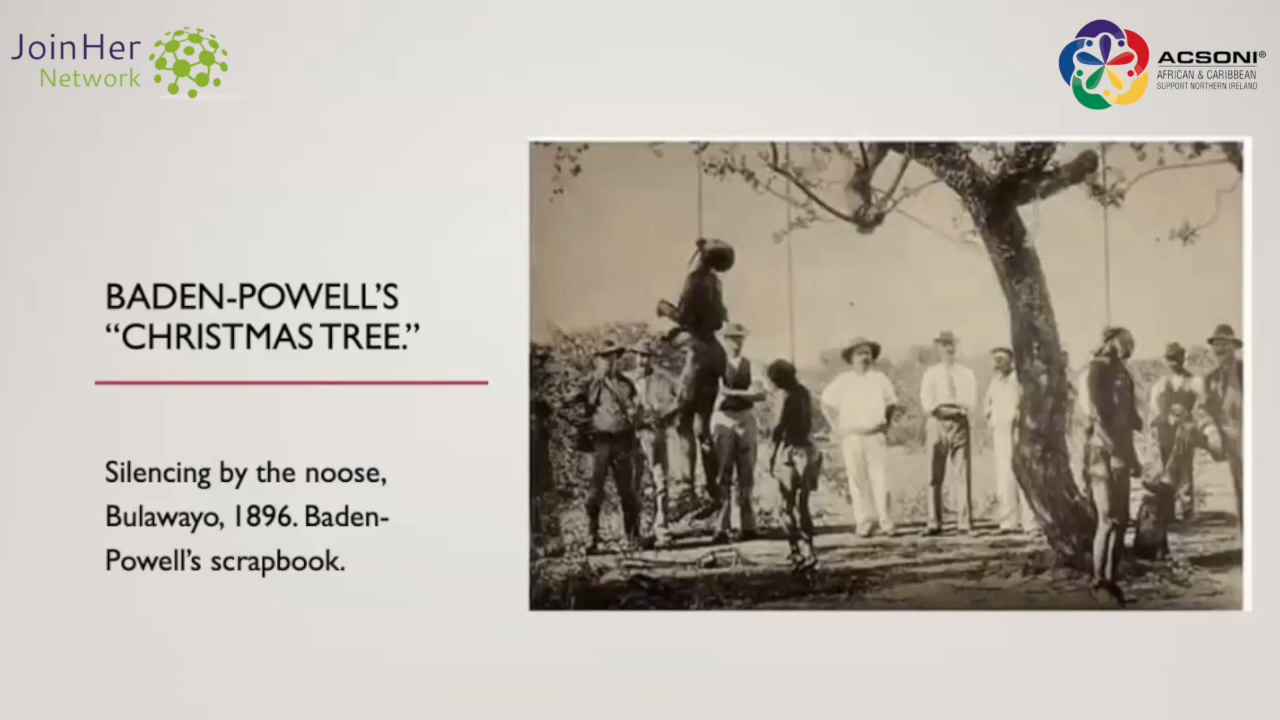 JoinHer
Network
ACSONI®
AFRICAN & CARIBBEAN
SUPPORT NORTHERN IRELAND
BADEN-POWELL’S
“CHRISTMAS TREE.”
Silencing by the noose,
Bulawayo, 1896. Baden-
Powell’s scrapbook.